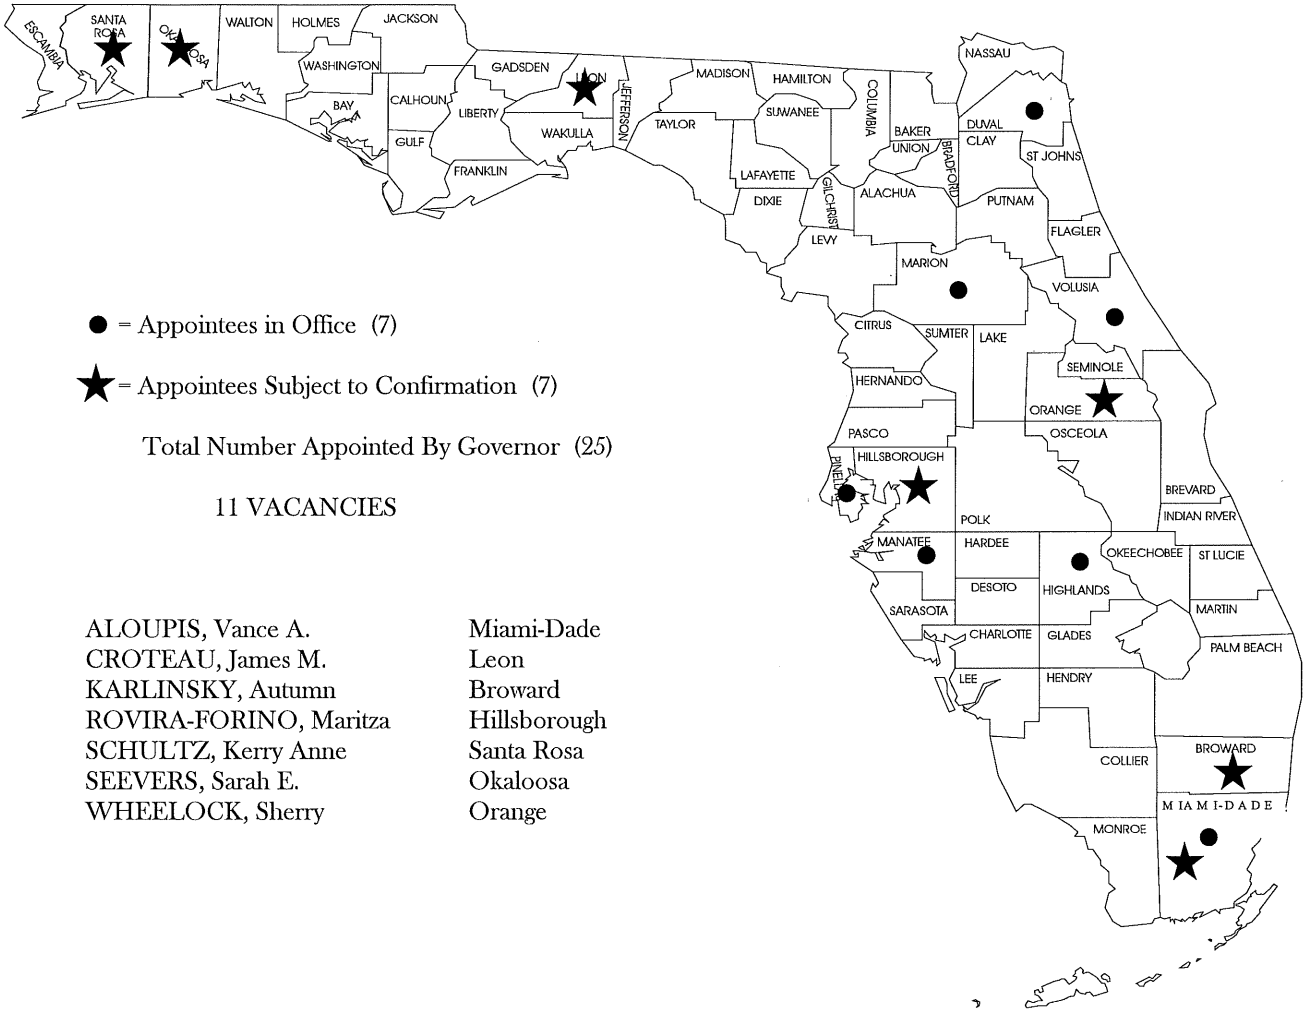 ESCAMBIA
SANTA
ROSA
OKALOOSA
WALTON
HOLMES
JACKSON
WASHINGTON
BAY
CALHOUN
GULF
GADSDEN
LIBERTY
LEON
WAKULLA
FRANKLIN
JEFFERSON
MADISON
TAYLOR
HAMILTON
SUWANEE
LAFAYETTE
DIXIE
COLUMBIA
GILCHRIST
LEVY
BAKER
UNION
BRADFORD
ALACHUA
NASSAU
DUVAL
CLAY
ST JOHNS
PUTNAM
FLAGLER
MARION
VOLUSIA
CITRUS
SUMTER
LAKE
SEMINOLE
HERNANDO
ORANGE
PASCO
OSCEOLA
HILLSBOROUGH
PINELLAS
BREVARD
POLK
INDIAN RIVER
MANATEE
HARDEE
OKEECHOBEE
ST LUCIE
DESOTO
HIGHLANDS
SARASOTA
MARTIN
CHARLOTTE
GLADES
PALM BEACH
LEE
HENDRY
BROWARD
COLLIER
MIAMI-DADE
MONROE
= Appointees in Office (7)
= Appointees Subject to Confirmation (7)
Total Number Appointed By Governor (25)
11 VACANCIES
ALOUPIS, Vance A. Miami-Dade
CROTEAU, James M. Leon
KARLINSKY, Autumn Broward
ROVIRA-FORINO, Maritza Hillsborough
SCHULTZ, Kerry Anne Santa Rosa
SEEVERS, Sarah E. Okaloosa
WHEELOCK, Sherry Orange